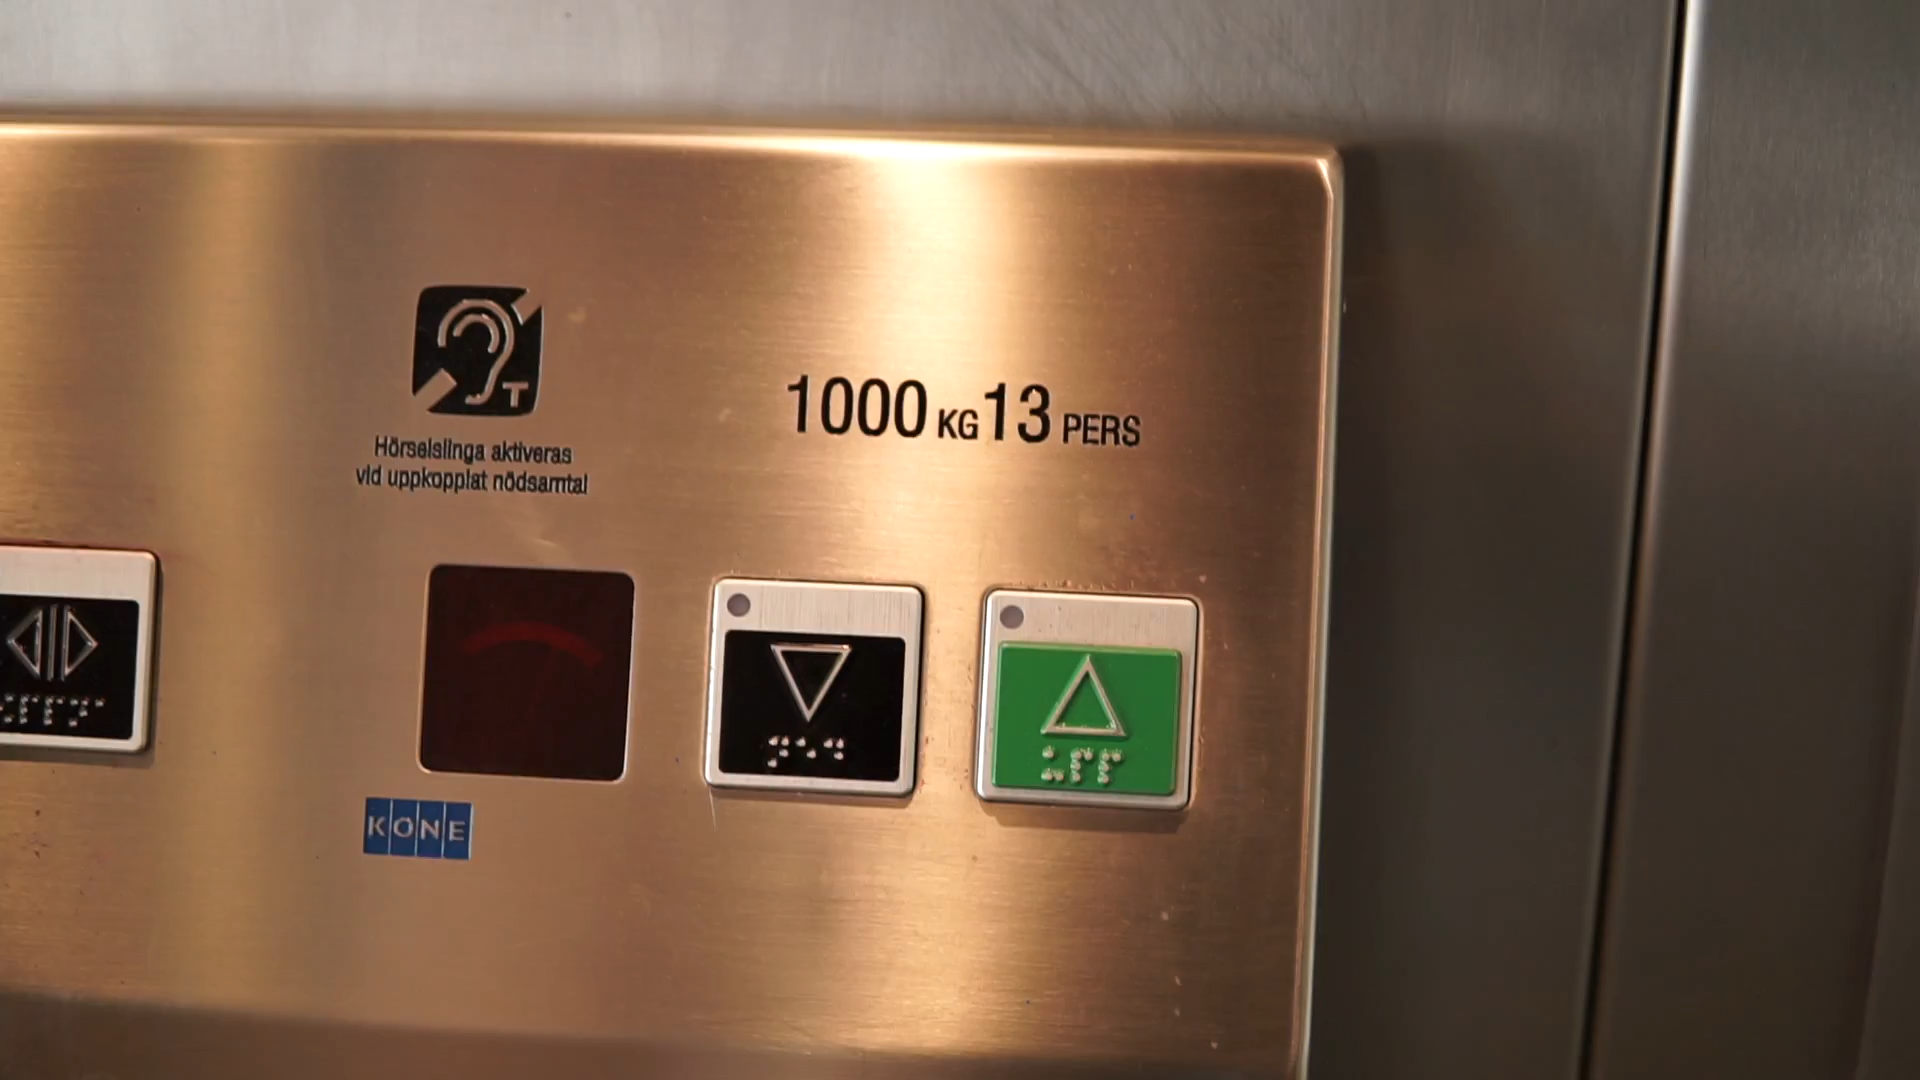 T
Hörselslinga aktiveras
vid uppkopplat nödsamtal
1000 KG 13 PERS
KONE